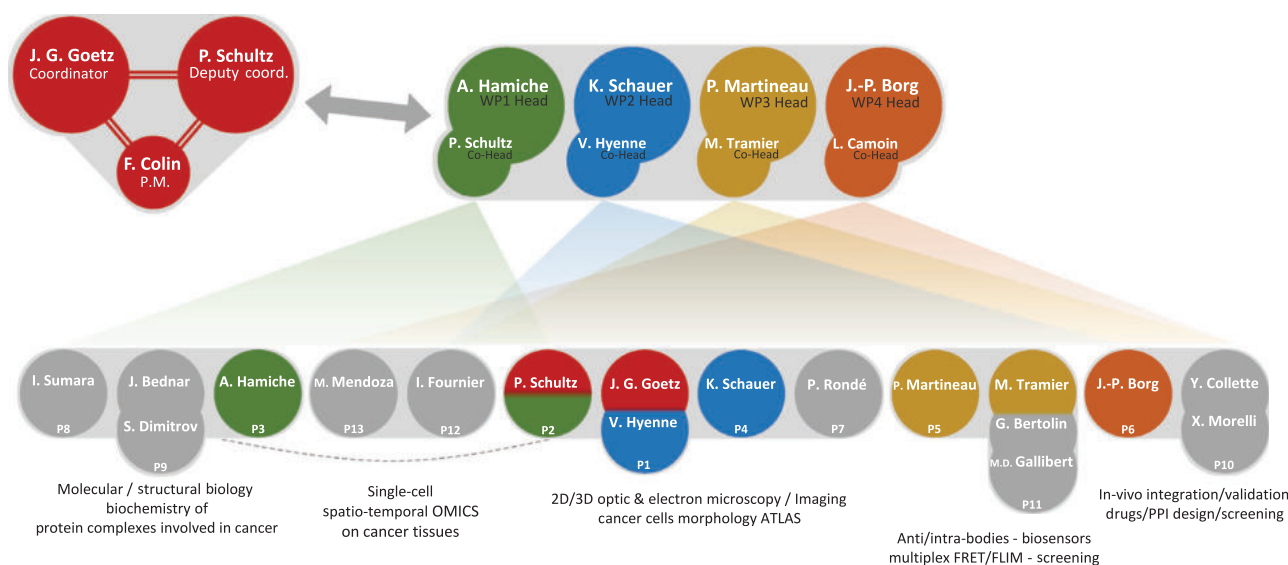 J. G. Goetz
Coordinator
P. Schultz
Deputy coord.
F. Colin
P.M.
A. Hamiche
WP1 Head
P. Schultz
Co-Head
K. Schauer
WP2 Head
V. Hyenne
Co-Head
P. Martineau
WP3 Head
M. Tramier
Co-Head
J.-P. Borg
WP4 Head
L. Camoin
Co-Head
I. Sumara
P8
J. Bednar
S. Dimitrov
P9
A. Hamiche
P3
M. Mendoza
P13
I. Fournier
P12
P. Schultz
P2
J. G. Goetz
V. Hyenne
P1
K. Schauer
P4
P. Rondé
P7
P. Martineau
P5
M. Tramier
G. Bertolin
M.D. Gallibert
P11
J.-P. Borg
P6
Y. Collette
X. Morelli
P10
Molecular / structural biology
biochemistry of
protein complexes involved in cancer
Single-cell
spatio-temporal OMICS
on cancer tissues
2D/3D optic & electron microscopy / Imaging
cancer cells morphology ATLAS
Anti/intra-bodies - biosensors
multiplex FRET/FLIM - screening
In-vivo integration/validation
drugs/PPI design/screening